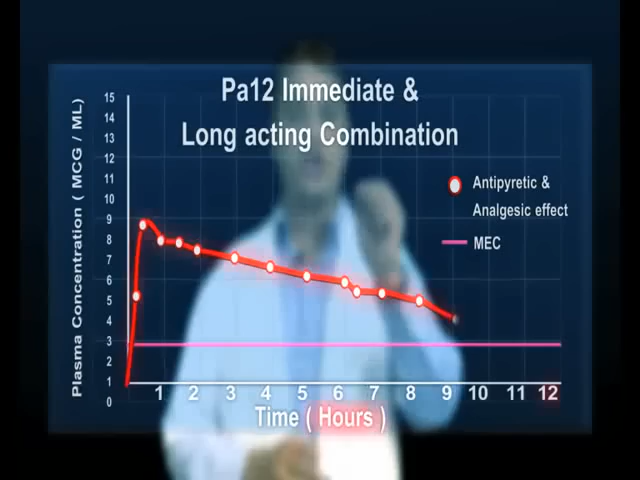 Pa12 Immediate &
Long acting Combination
Plasma Concentration ( MCG / ML)
15
14
13
12
11
10
9
8
7
6
5
4
3
2
1
0
Antipyretic &
Analgesic effect
MEC
1 2 3 4 5 6 7 8 9 10 11 12
Time ( Hours )